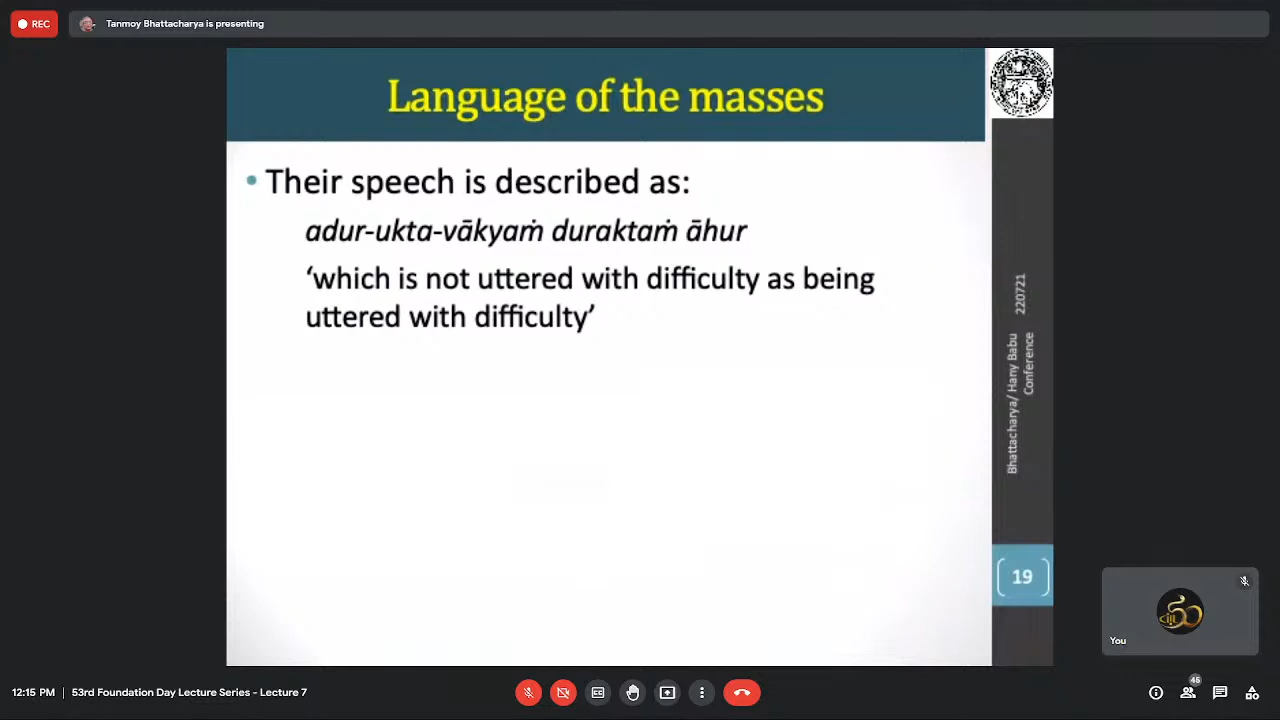 REC
Tanmoy Bhattacharya is presenting
Language of the masses
• Their speech is described as:
adur-ukta-vākyaṁ duraktaṁ āhur
‘which is not uttered with difficulty as being
uttered with difficulty’
220721
Bhattacharya/ Hany Babu
Conference
19
You
12:15 PM | 53rd Foundation Day Lecture Series - Lecture 7
45